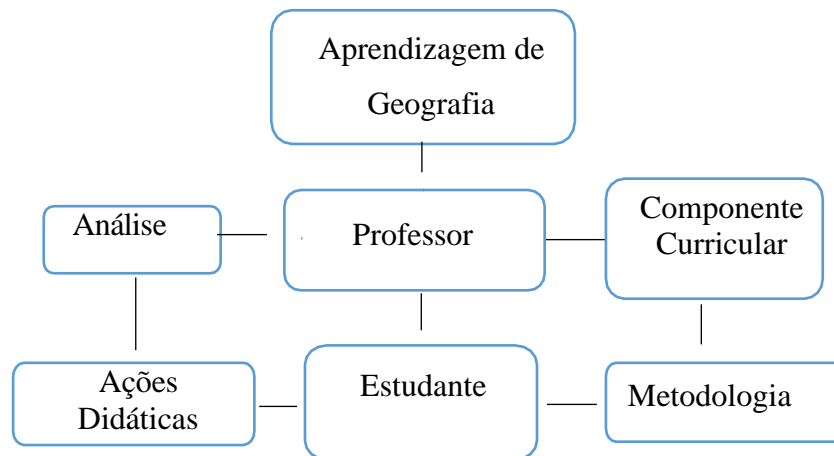 Aprendizagem de
Geografia
Análise
Professor
Componente
Curricular
Ações
Didáticas
Estudante
Metodologia